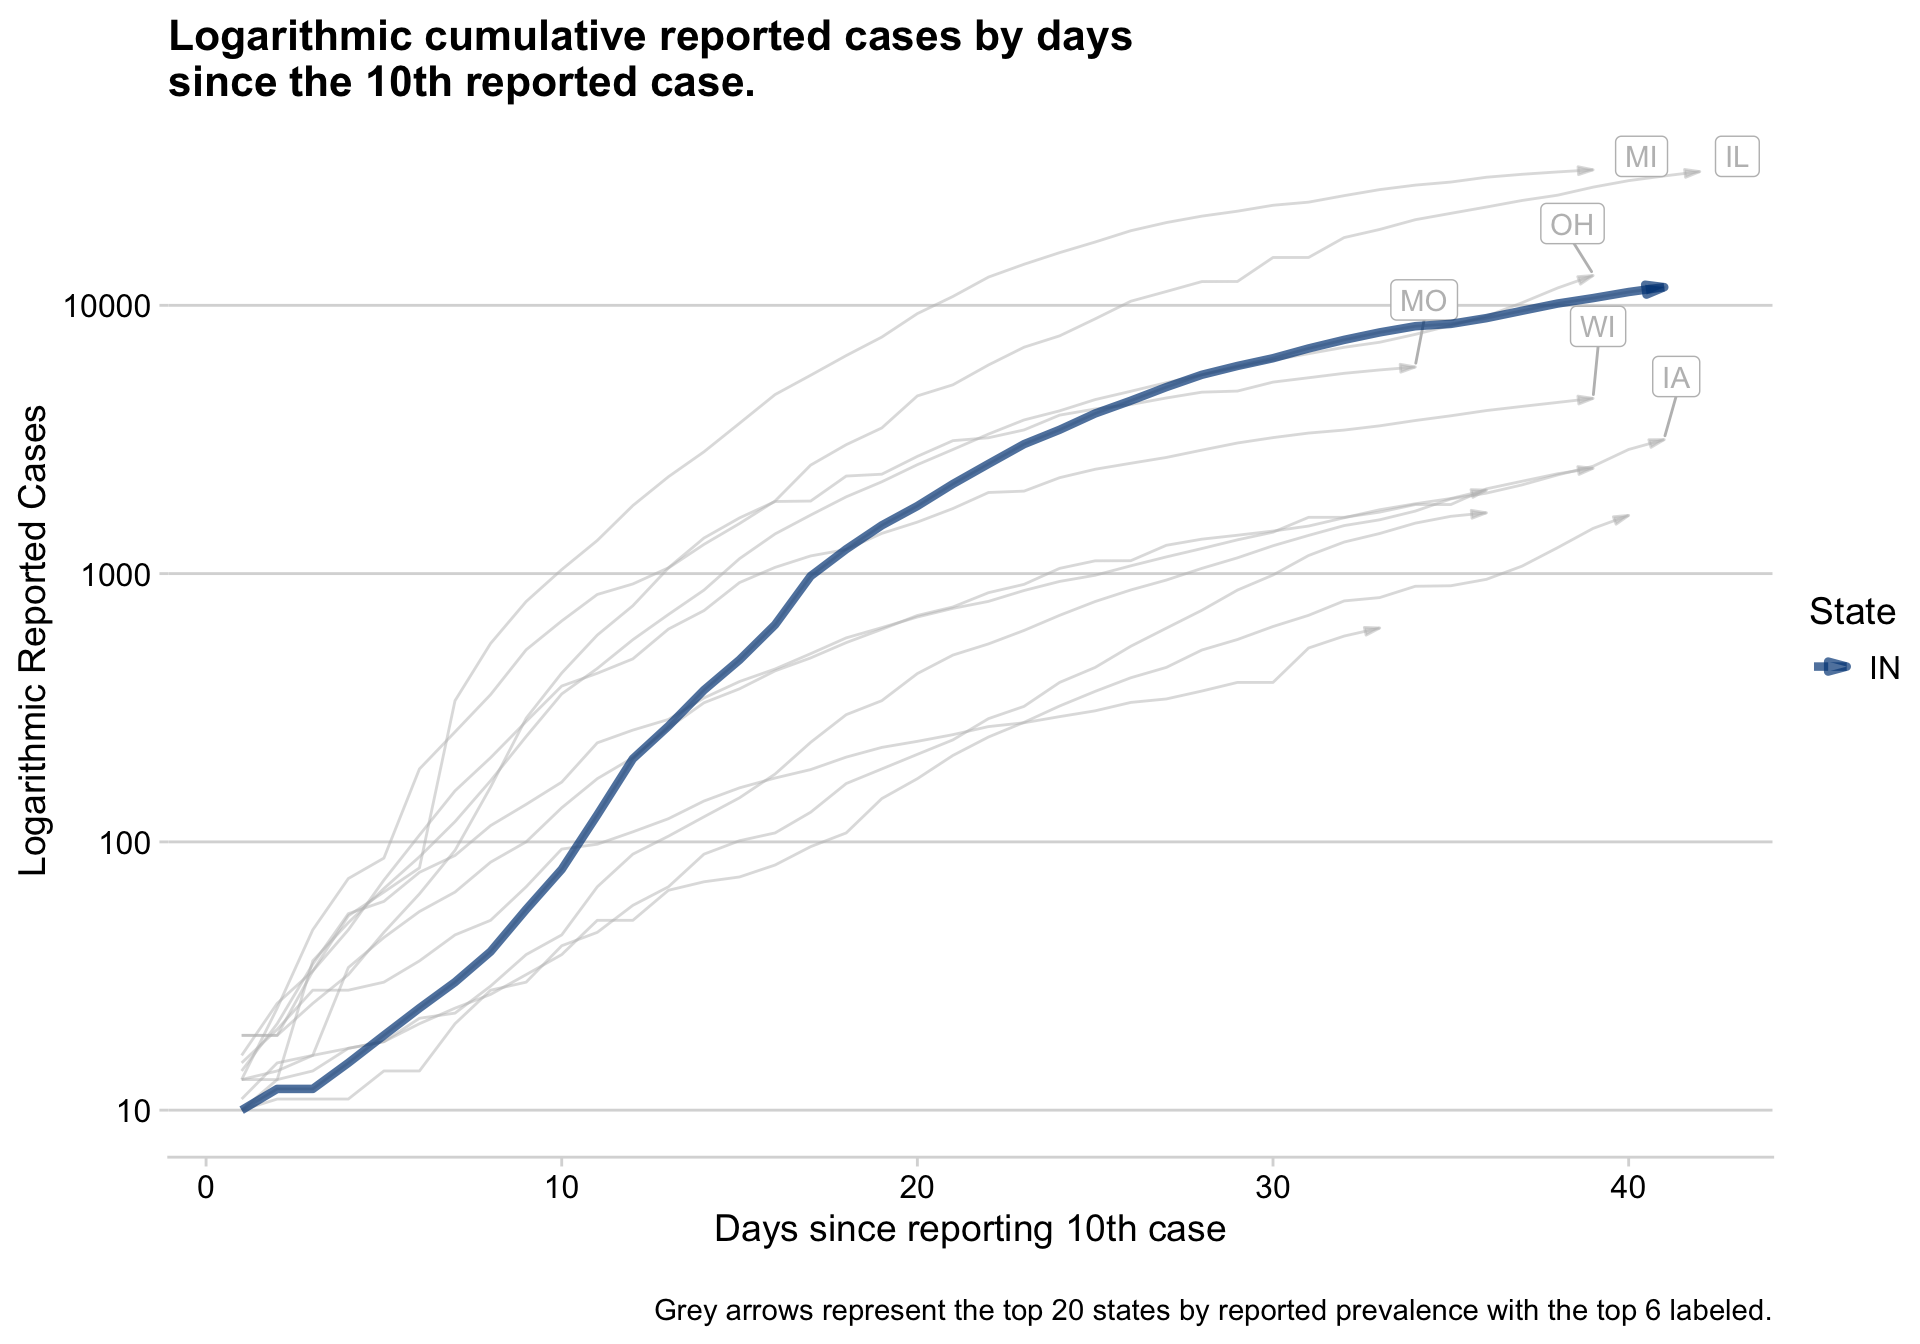 Logarithmic cumulative reported cases by days
since the 10th reported case.
MI
IL
OH
MO
WI
IA
10000
1000
100
10
Logarithmic Reported Cases
State
IN
0
10
20
30
40
Days since reporting 10th case
Grey arrows represent the top 20 states by reported prevalence with the top 6 labeled.